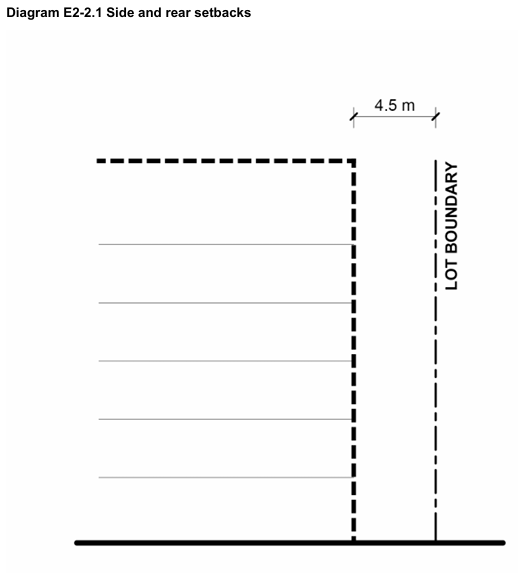 Diagram E2-2.1 Side and rear setbacks
4.5 m
LOT BOUNDARY